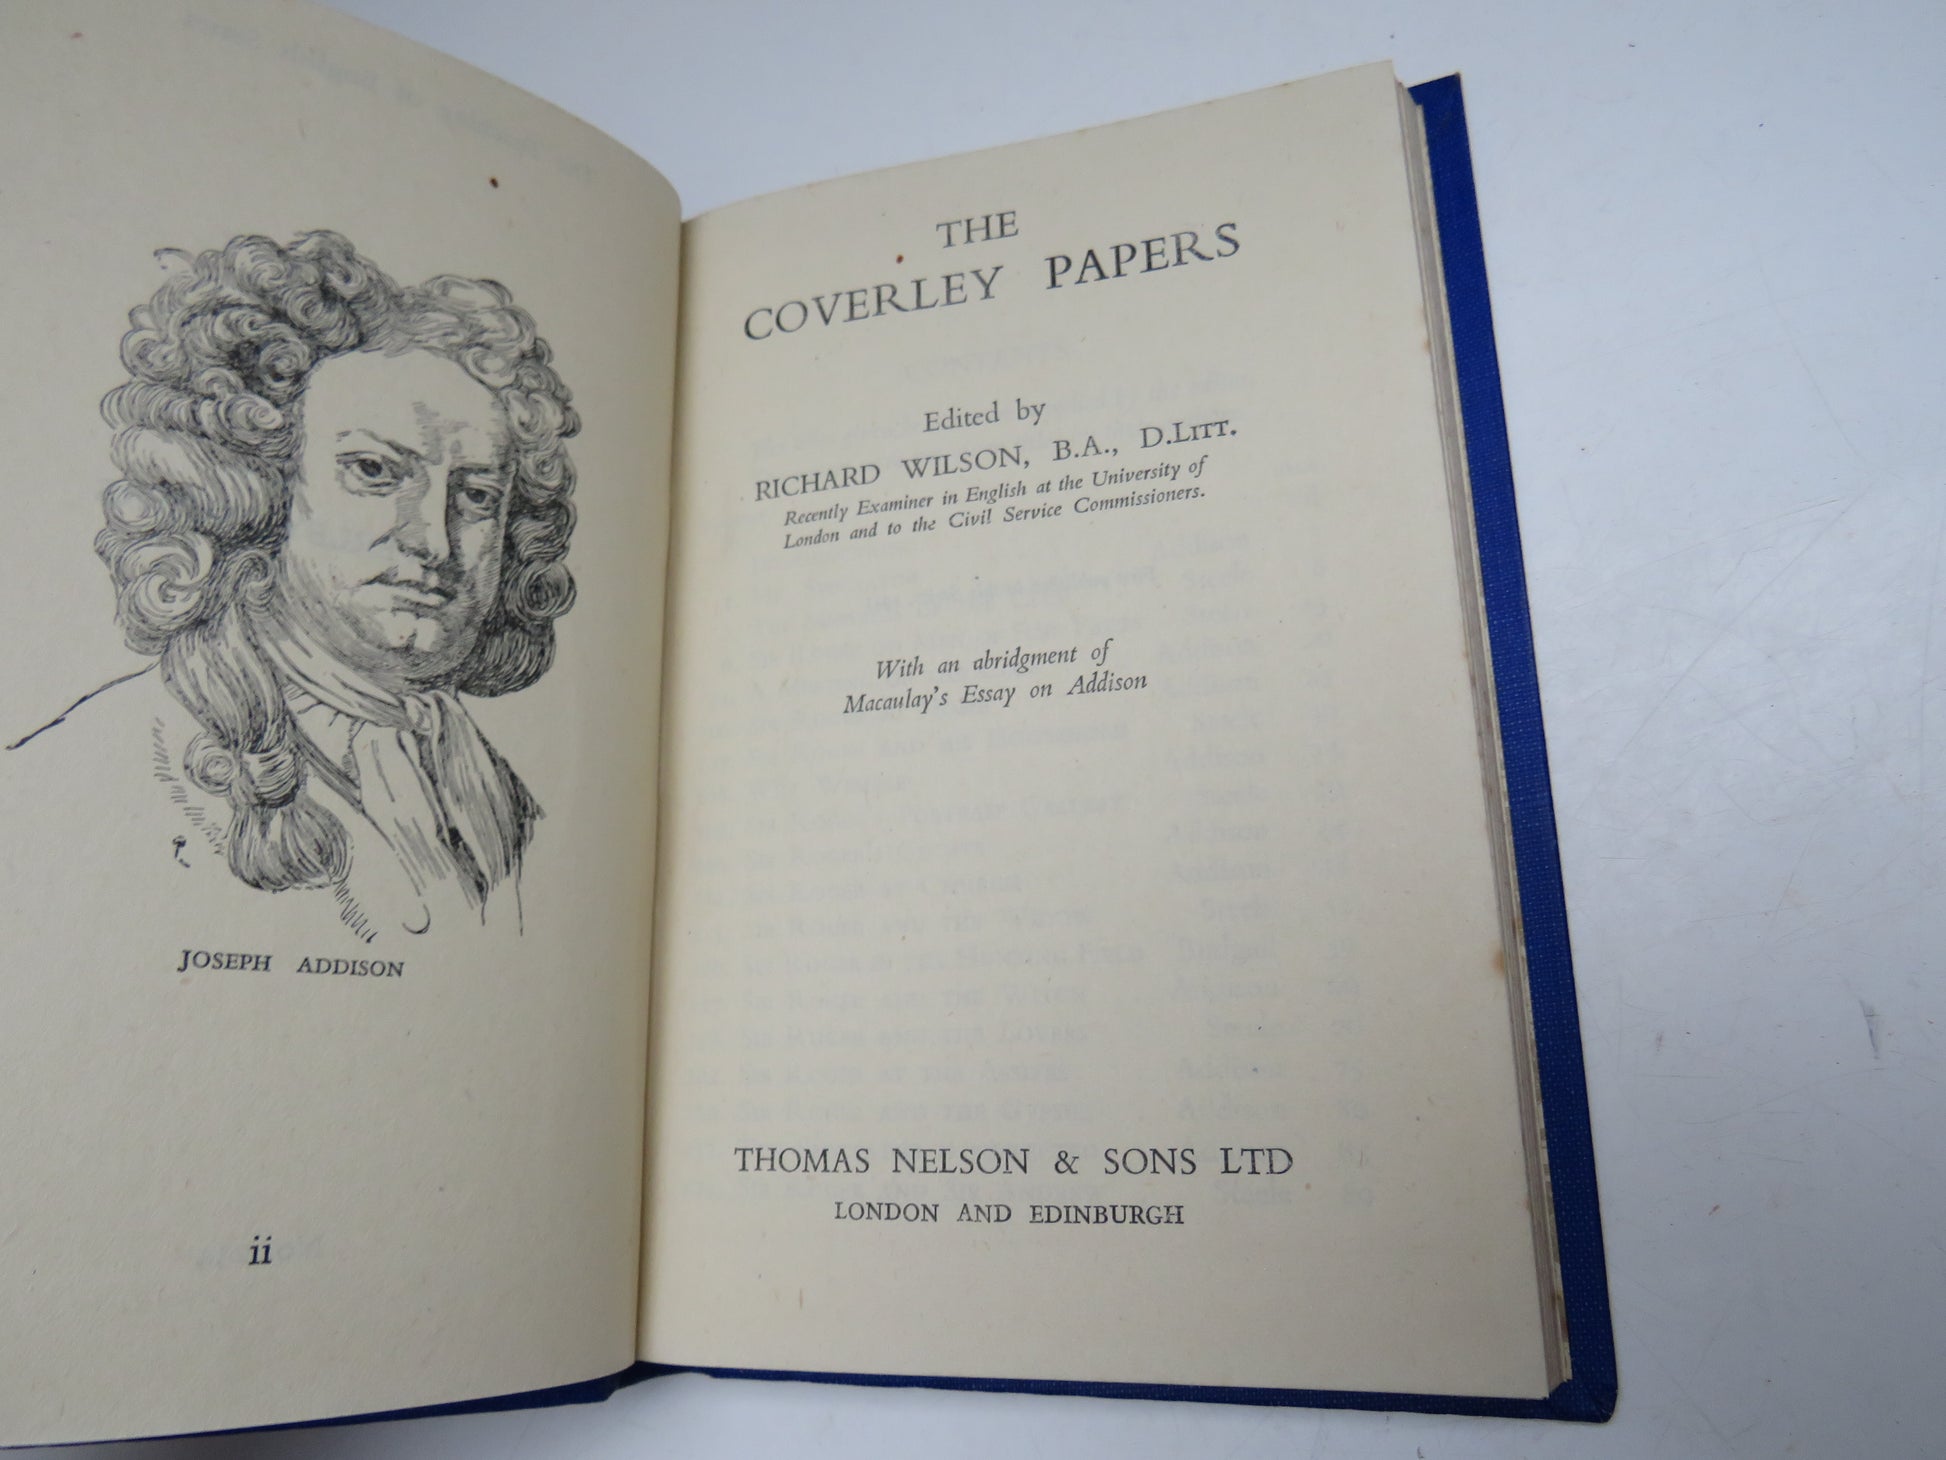 JOSEPH ADDISON
ii
THE
COVERLEY PAPERS
Edited by
RICHARD WILSON, B.A., D.LITT.
Recently Examiner in English at the University of
London and to the Civil Service Commissioners.
With an abridgment of
Macaulay's Essay on Addison
THOMAS NELSON & SONS LTD
LONDON AND EDINBURGH